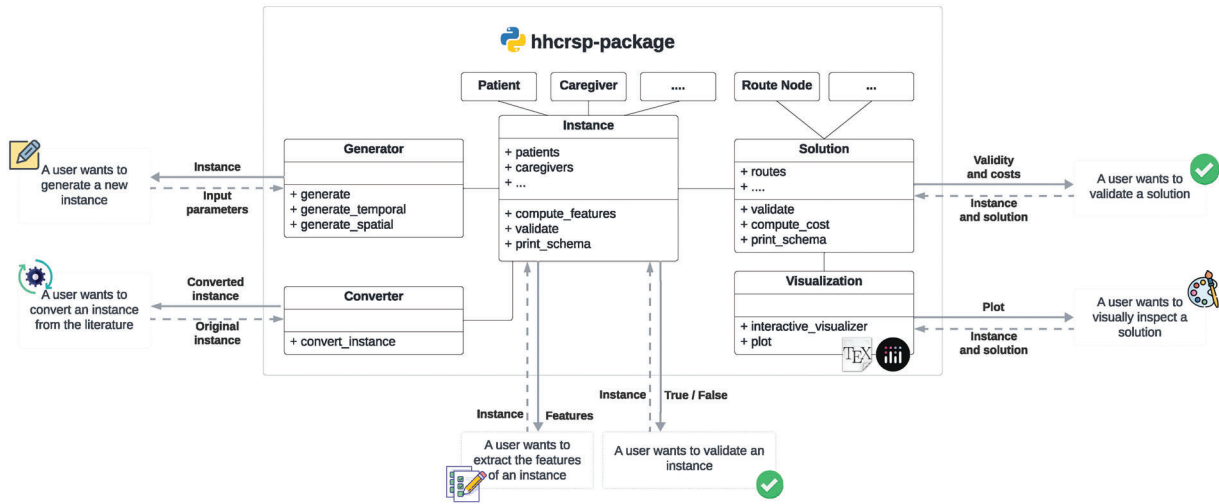 hhcrsp-package
Patient
Caregiver
....
Route Node
...
Instance
+ patients
+ caregivers
+ ...
+ compute_features
+ validate
+ print_schema
Generator
+ generate
+ generate_temporal
+ generate_spatial
Solution
+ routes
+ ....
+ validate
+ compute_cost
+ print_schema
Converter
+ convert_instance
Visualization
+ interactive_visualizer
+ plot
TEX
A user wants to
generate a new
instance
Instance
Input
parameters
A user wants to
convert an instance
from the literature
Converted
instance
Original
instance
Validity
and costs
Instance
and solution
A user wants to
validate a solution
Plot
Instance
and solution
A user wants to
visually inspect a
solution
Instance
Features
Instance
True / False
A user wants to
extract the features
of an instance
A user wants to validate an
instance